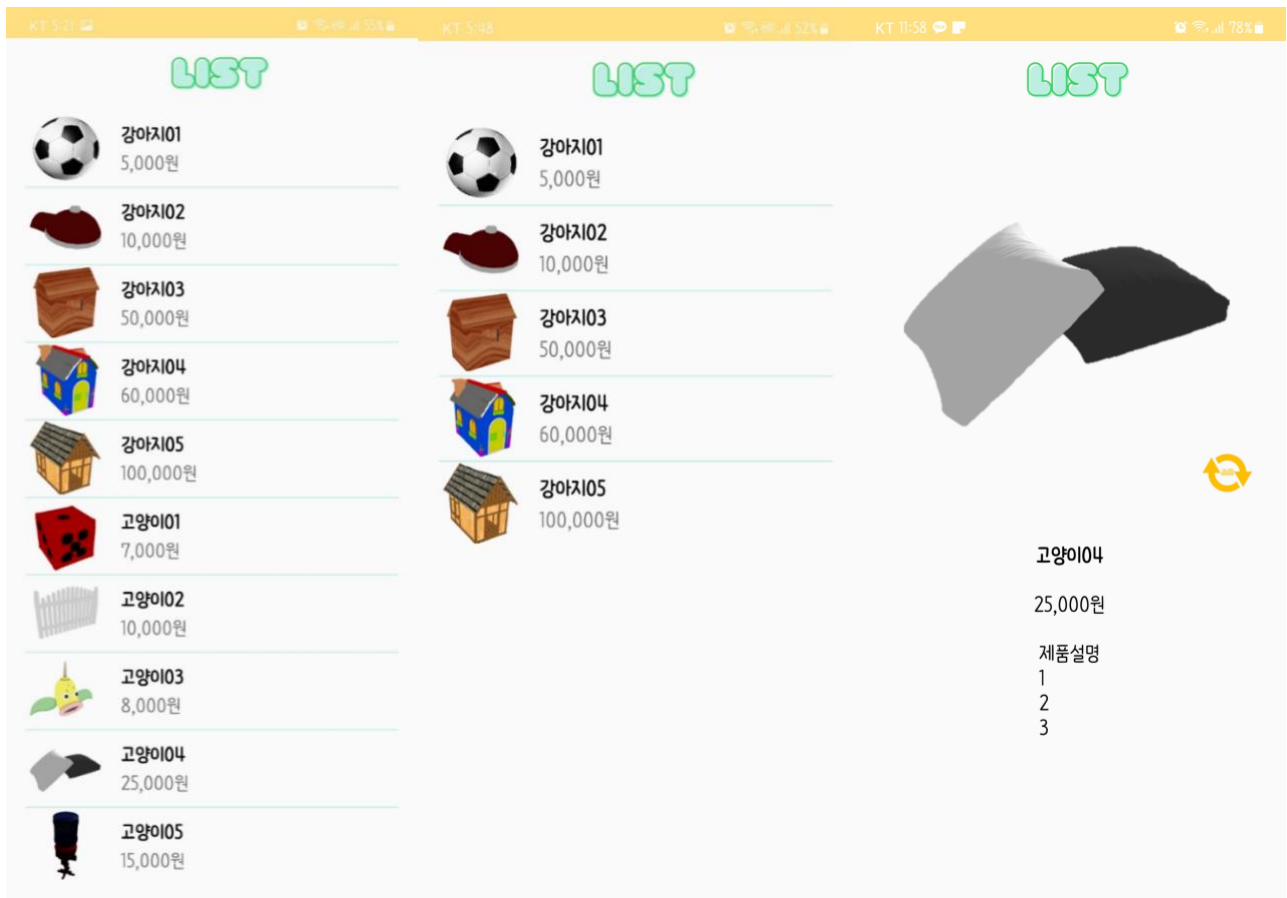 KT 5:21
55%
LIST
강아지01
5,000원
강아지02
10,000원
강아지03
50,000원
강아지04
60,000원
강아지05
100,000원
고양이01
7,000원
고양이02
10,000원
고양이03
8,000원
고양이04
25,000원
고양이05
15,000원
KT 5:48
52%
LIST
강아지01
5,000원
강아지02
10,000원
강아지03
50,000원
강아지04
60,000원
강아지05
100,000원
KT 11:58
78%
LIST
고양이04
25,000원
제품설명
1
2
3